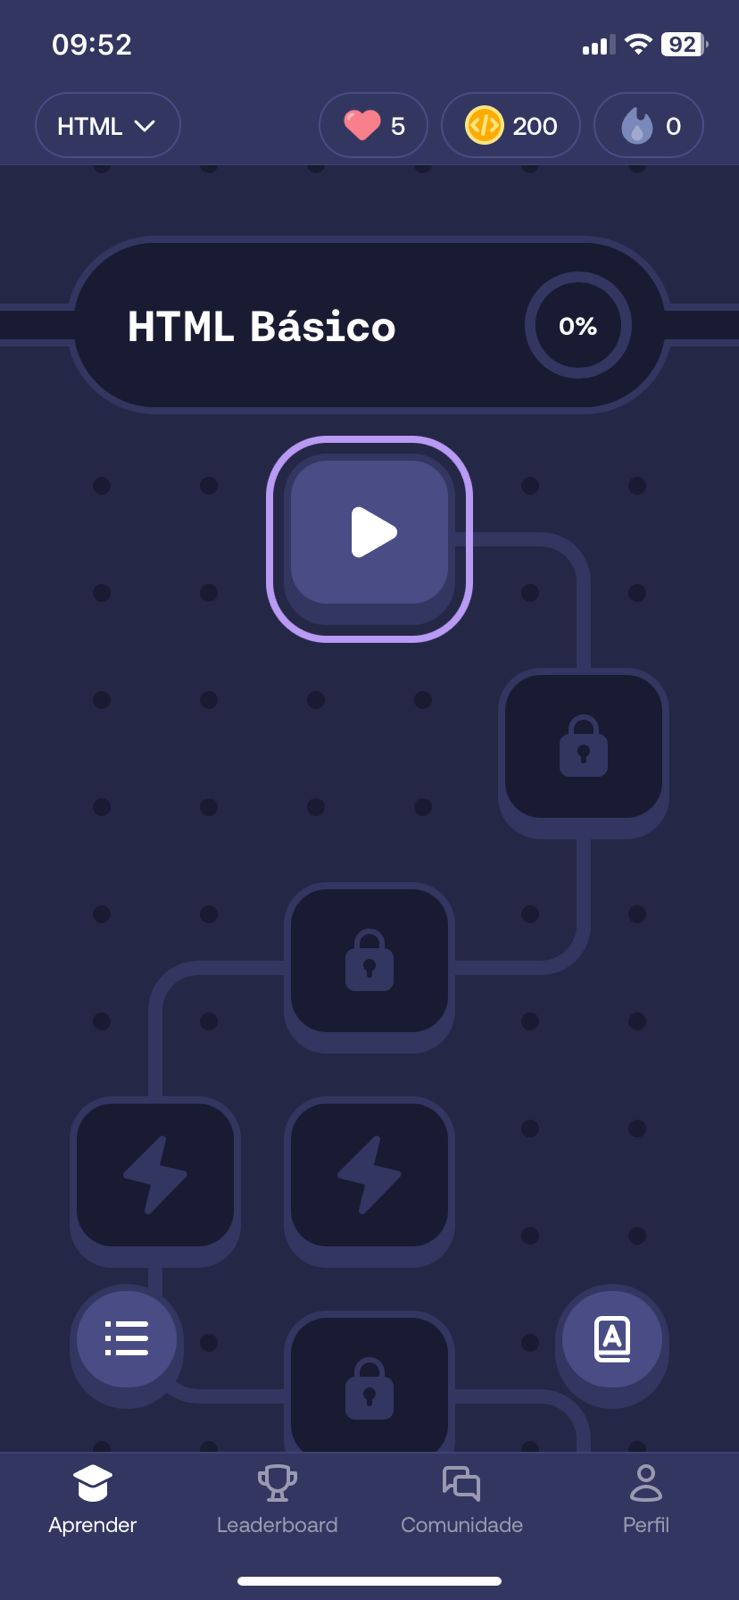 09:52
92
HTML
5
200
0
HTML Básico
0%
A
Aprender
Leaderboard
Comunidade
Perfil